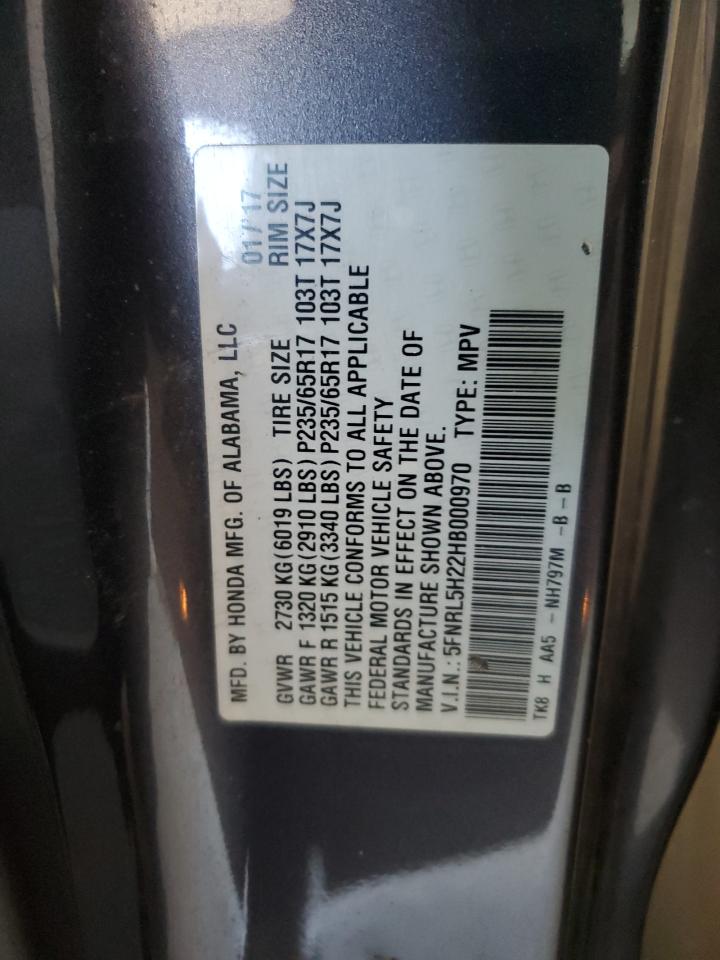 MFD. BY HONDA MFG. OF ALABAMA, LLC 01/17
GVWR 2730 KG(6019 LBS) TIRE SIZE RIM SIZE
GAWR F 1320 KG(2910 LBS)P235/65R17 103T 17X7J
GAWR R 1515 KG(3340 LBS)P235/65R17 103T 17X7J
THIS VEHICLE CONFORMS TO ALL APPLICABLE
FEDERAL MOTOR VEHICLE SAFETY
STANDARDS IN EFFECT ON THE DATE OF
MANUFACTURE SHOWN ABOVE.
V.I.N.: 5FNRL5H22HB000970 TYPE: MPV
TK8 H AA5 - NH797M -B-B